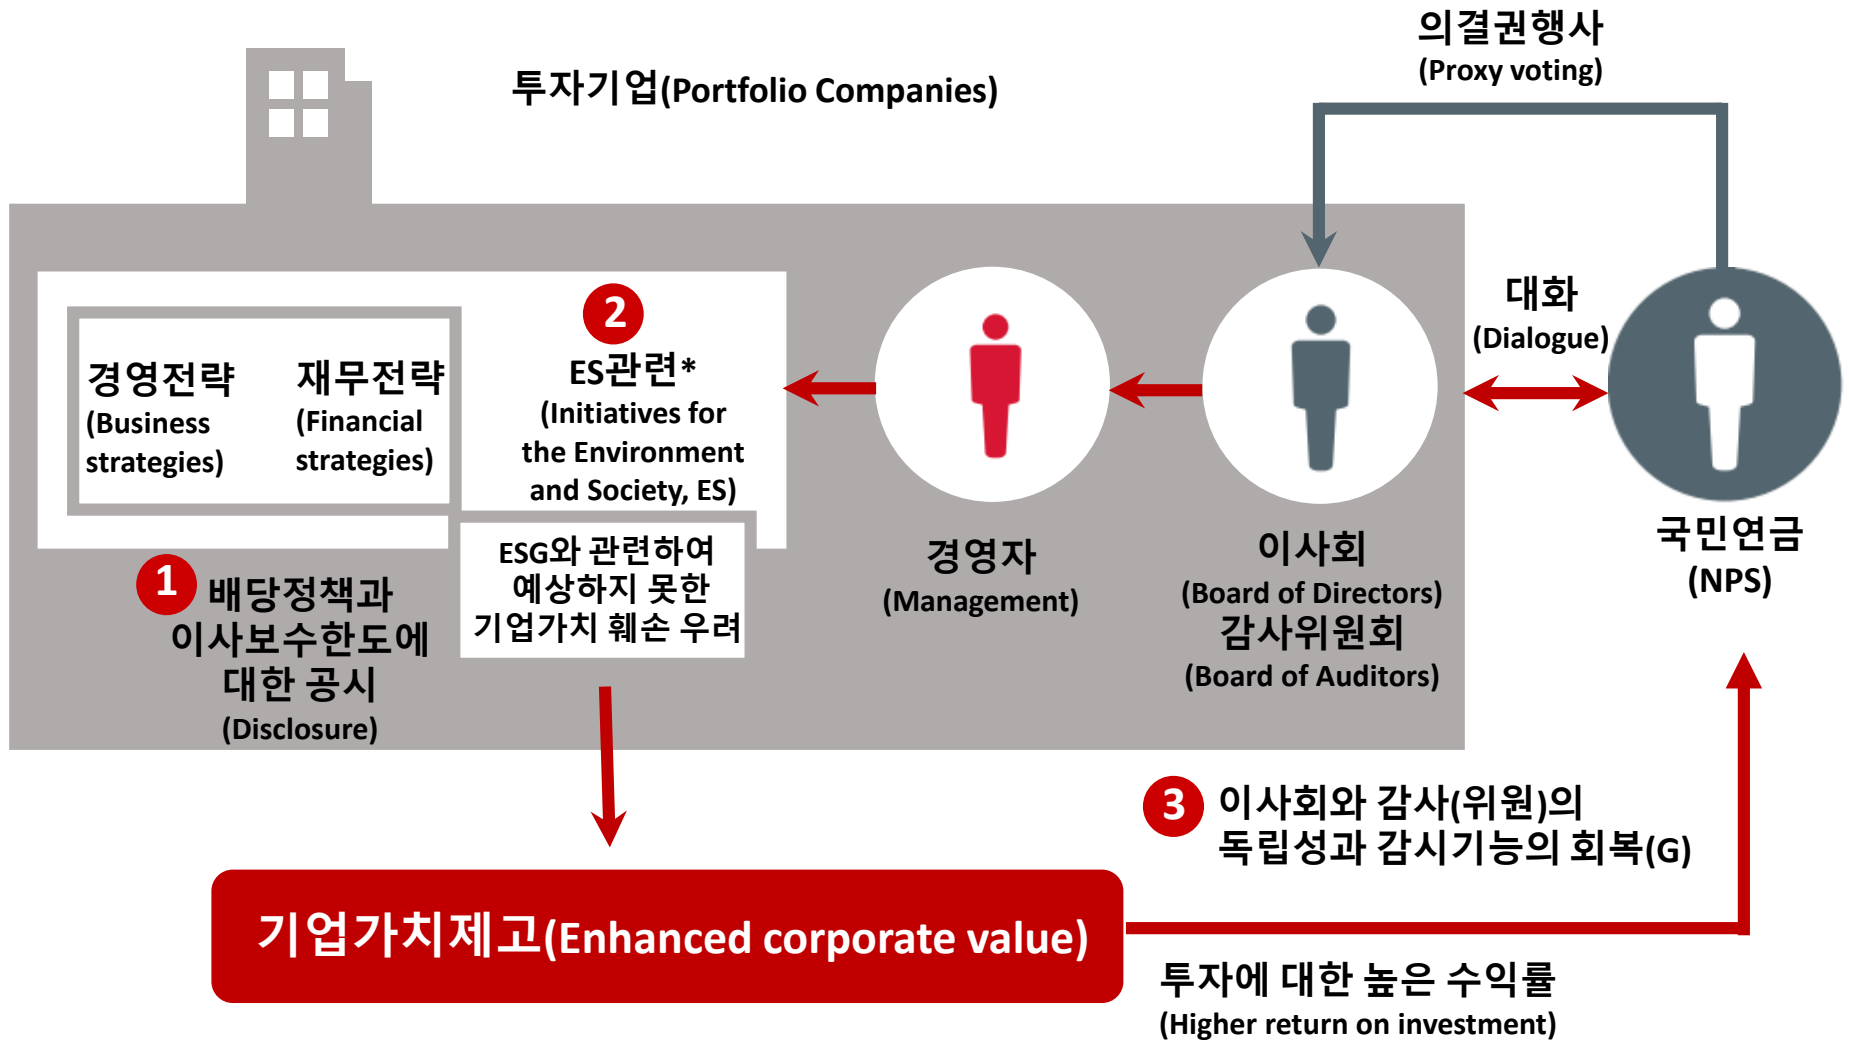 의결권행사
(Proxy voting)
투자기업(Portfolio Companies)
대화
(Dialogue)
경영전략
(Business
strategies)
재무전략
(Financial
strategies)
2
ES관련*
(Initiatives for
the Environment
and Society, ES)
ESG와 관련하여
예상하지 못한
기업가치 훼손 우려
1
배당정책과
이사보수한도에
대한 공시
(Disclosure)
경영자
(Management)
이사회
(Board of Directors)
감사위원회
(Board of Auditors)
국민연금
(NPS)
3
이사회와 감사(위원)의
독립성과 감시기능의 회복(G)
기업가치제고(Enhanced corporate value)
투자에 대한 높은 수익률
(Higher return on investment)